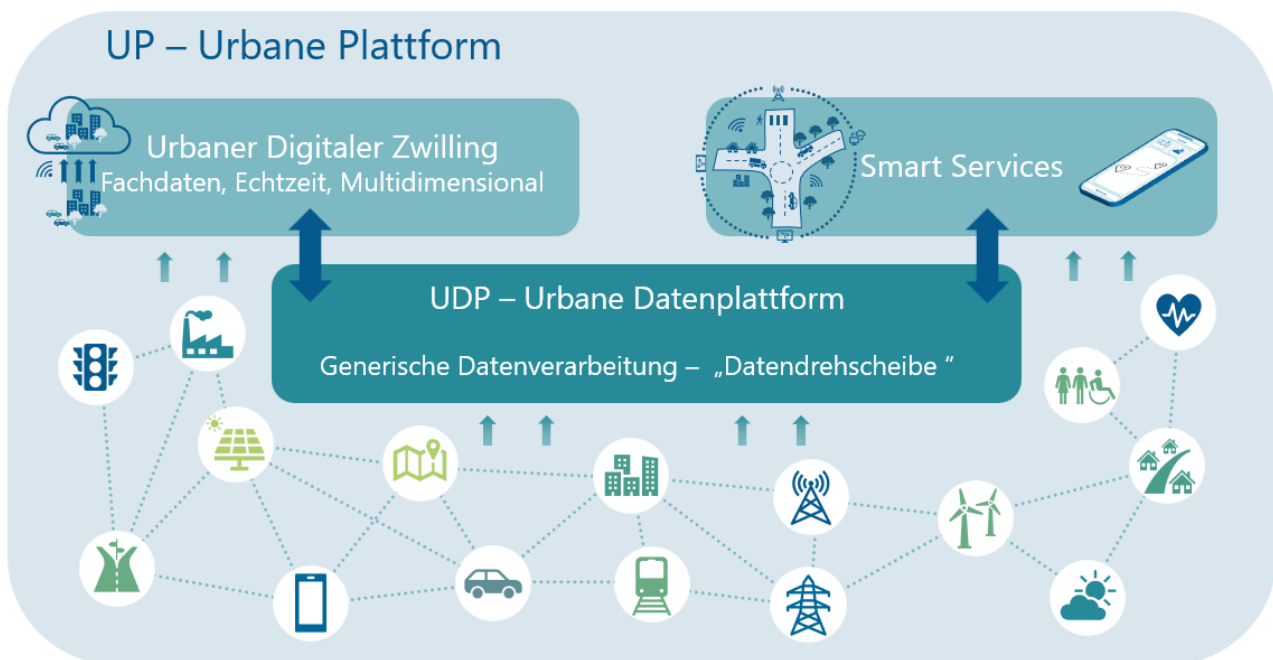 UP – Urbane Plattform
Urbaner Digitaler Zwilling
Fachdaten, Echtzeit, Multidimensional
Smart Services
UDP – Urbane Datenplattform
Generische Datenverarbeitung – „Datendrehscheibe “